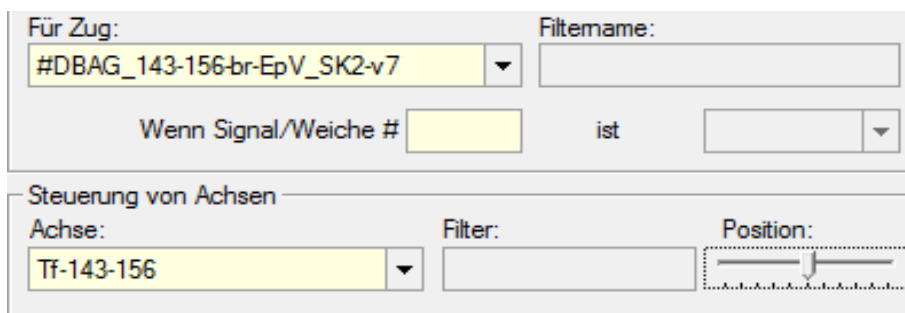 Für Zug:
Filtername:
#DBAG_143-156-br-EpV_SK2-v7
Wenn Signal/Weiche #
ist
Steuerung von Achsen
Achse:
Filter:
Position:
Tf-143-156